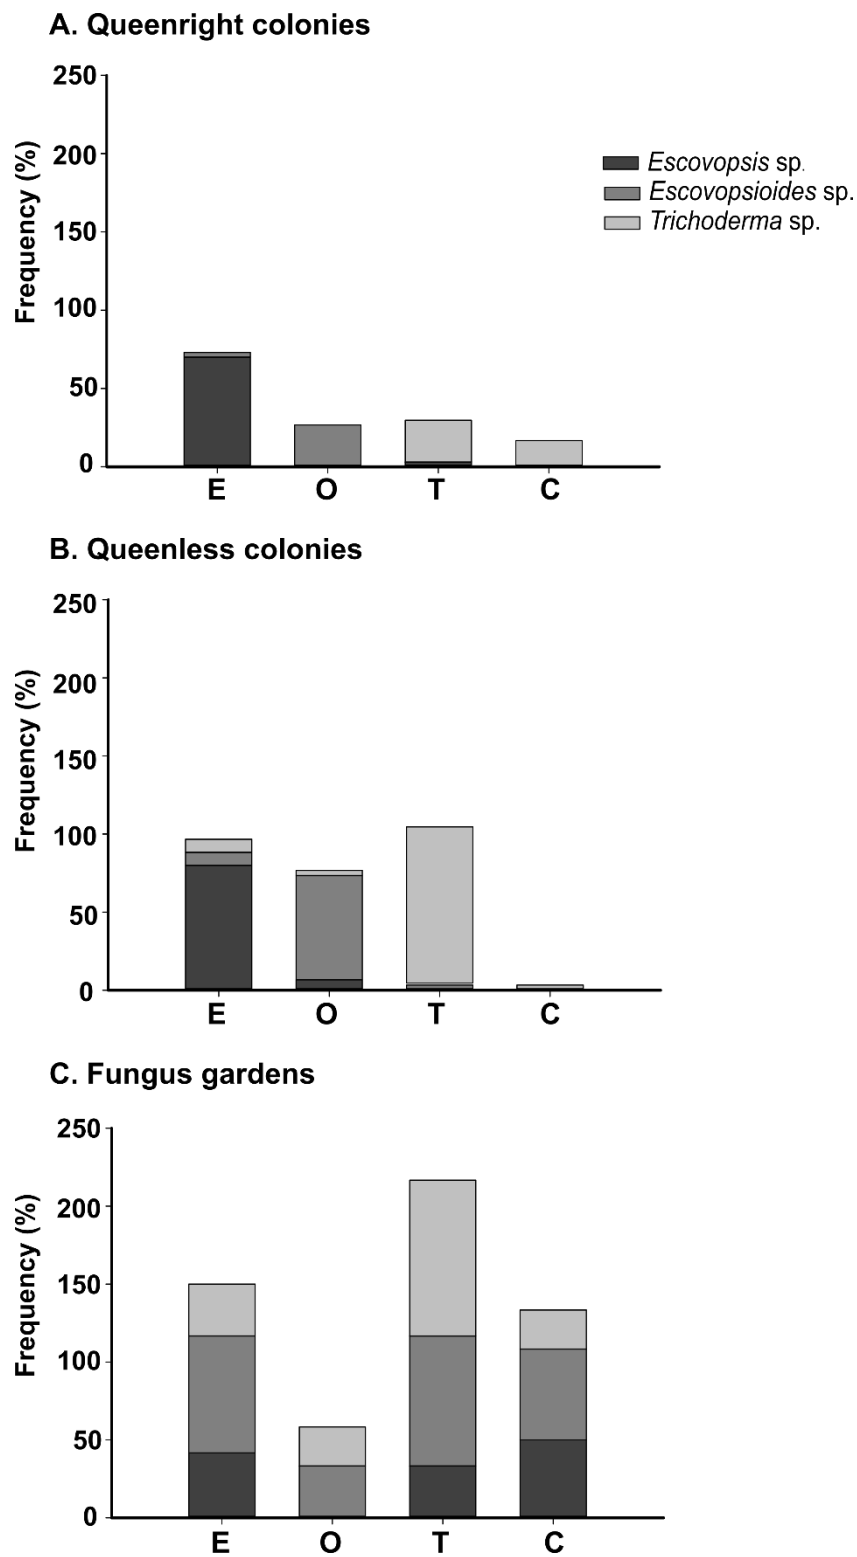 A. Queenright colonies
250
200
150
100
50
0
Frequency (%)
Escovopsis sp.
Escovopsioides sp.
Trichoderma sp.
E O T C
B. Queenless colonies
250
200
150
100
50
0
Frequency (%)
E O T C
C. Fungus gardens
250
200
150
100
50
0
Frequency (%)
E O T C